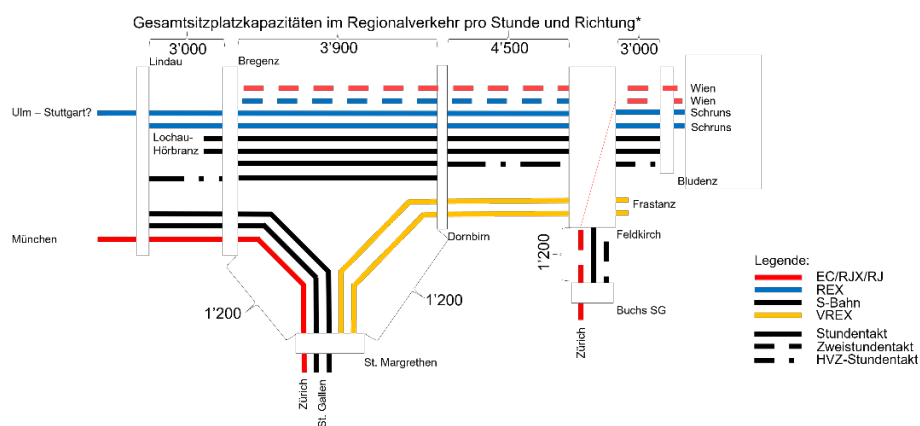 Gesamtsitzplatzkapazitäten im Regionalverkehr pro Stunde und Richtung*
3'000
3'900
4'500
3'000
Lindau
Bregenz
Wien
Wien
Ulm – Stuttgart?
Schruns
Schruns
Lochau-
Hörbranz
Bludenz
Frastanz
München
Dornbirn
Feldkirch
1'200
1'200
1'200
Buchs SG
Zürich
St. Margrethen
Zürich
St. Gallen
Legende:
EC/RJX/RJ
REX
S-Bahn
VREX
Stundentakt
Zweistundentakt
HVZ-Stundentakt